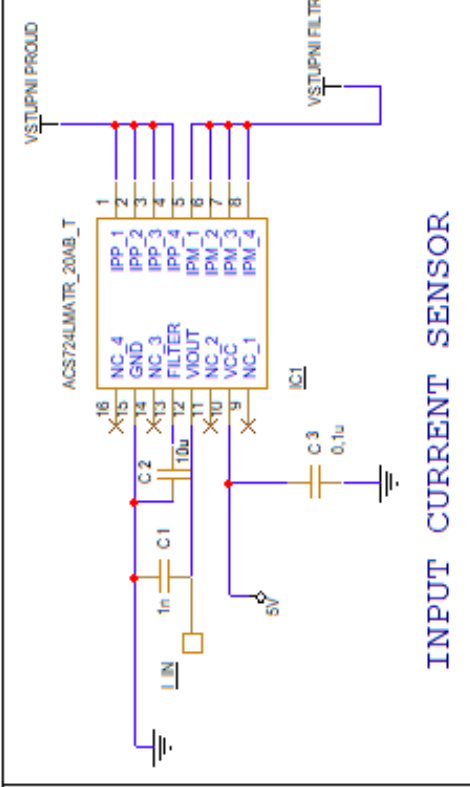 VSTUPNI PROUD
VSTUPNI FILTR
ACS724LMATR_20AB_T
1
2
3
4
5
6
7
8
IPP_1
IPP_2
IPP_3
IPP_4
IPM_1
IPM_2
IPM_3
IPM_4
NC_4
GND
NC_3
FILTER
VIOUT
NC_2
VCC
NC_1
16
15
14
13
12
11
10
9
IC1
C 2
10u
C 1
1n
I_IN
C 3
0,1u
5V
INPUT CURRENT SENSOR